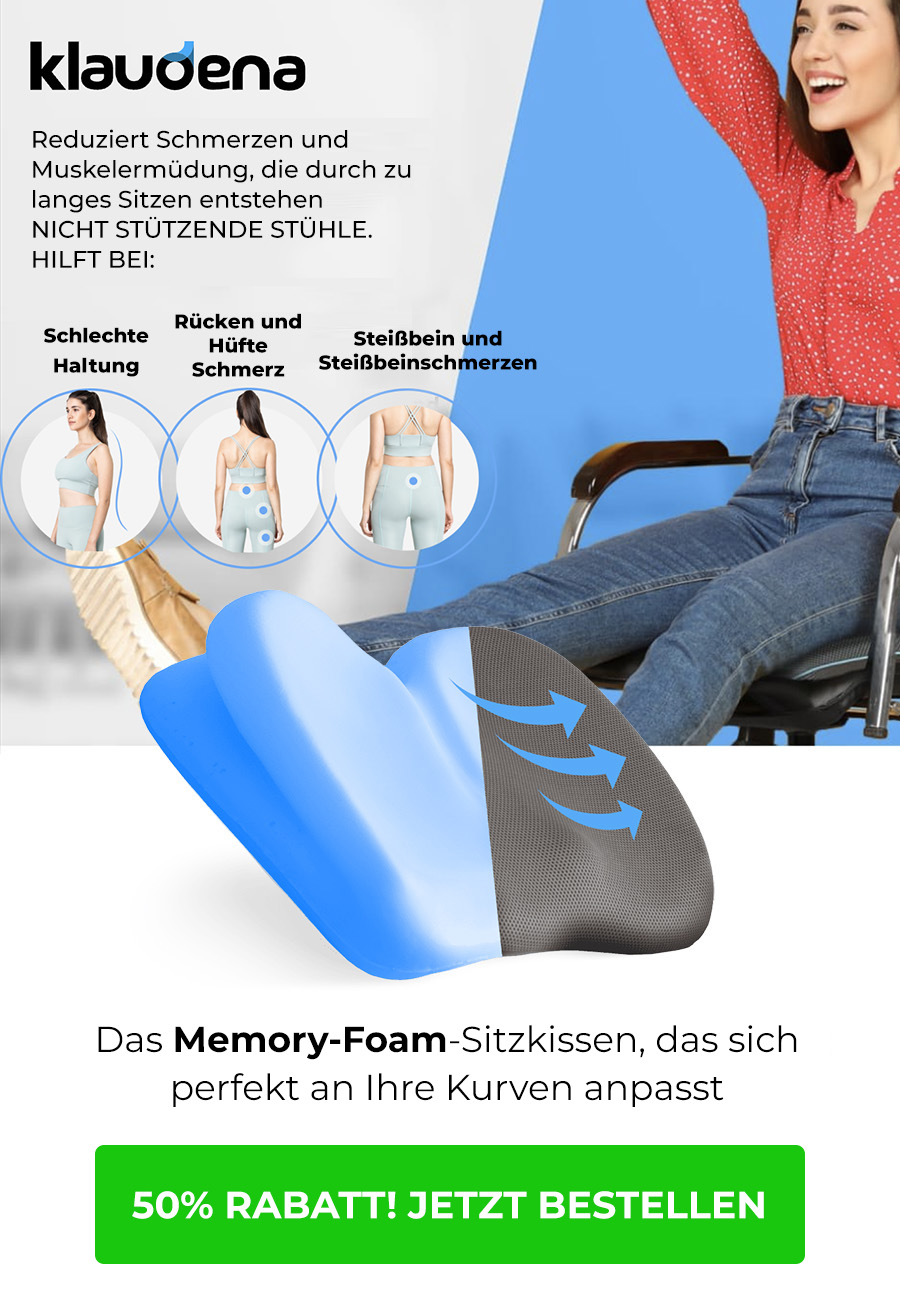 klaudena
Reduziert Schmerzen und
Muskelermüdung, die durch zu
langes Sitzen entstehen
NICHT STÜTZENDE STÜHLE.
HILFT BEI:
Schlechte
Haltung
Rücken und
Hüfte
Schmerz
Steißbein und
Steißbeinschmerzen
Das Memory-Foam-Sitzkissen, das sich
perfekt an Ihre Kurven anpasst
50% RABATT! JETZT BESTELLEN